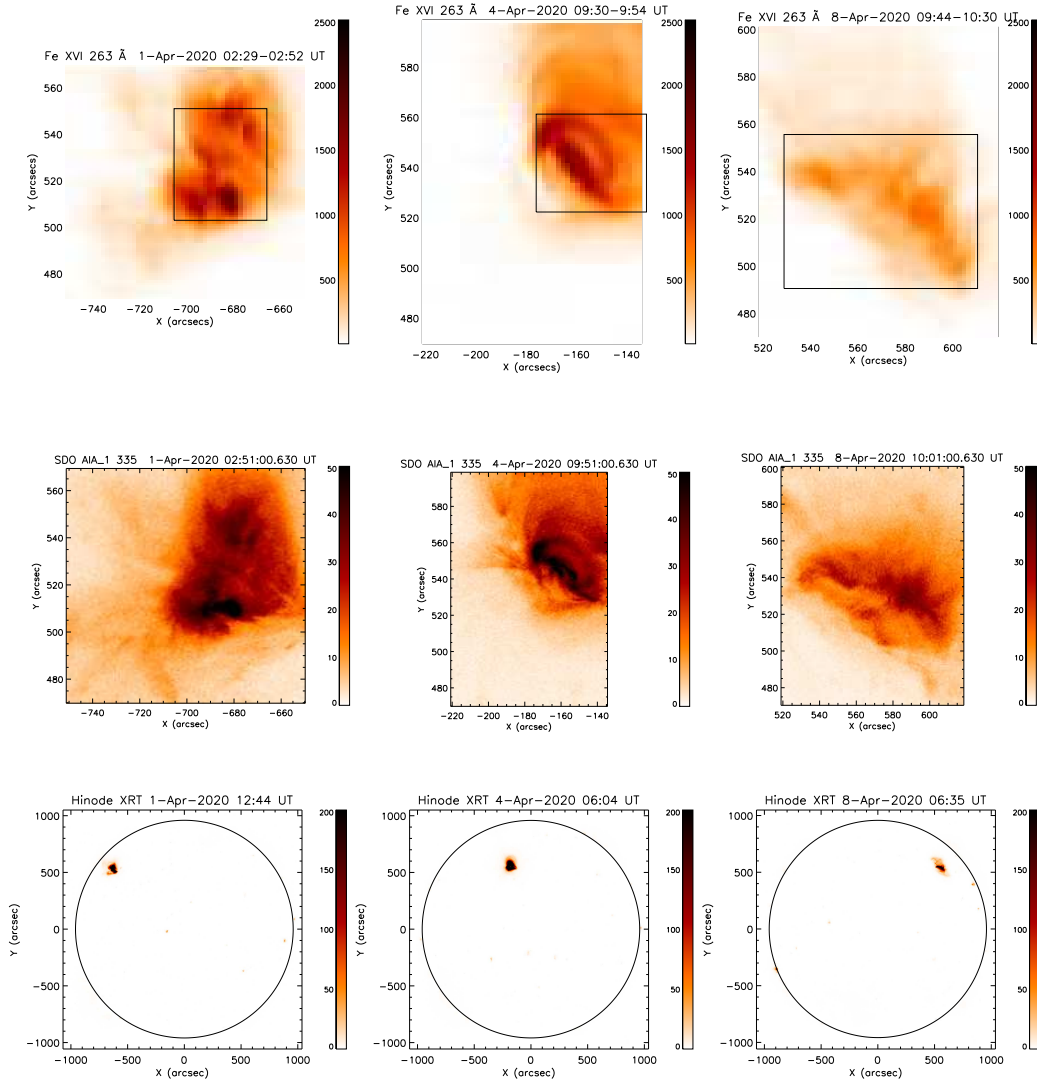 Fe XVI 263 Ã 1-Apr-2020 02:29-02:52 UT
Y (arcsecs)
560
540
520
500
480
-740 -720 -700 -680 -660
X (arcsecs)
2500
2000
1500
1000
500
Fe XVI 263 Ã 4-Apr-2020 09:30-9:54 UT
Y (arcsecs)
580
560
540
520
500
480
-220 -200 -180 -160 -140
X (arcsecs)
2500
2000
1500
1000
500
Fe XVI 263 Ã 8-Apr-2020 09:44-10:30 UT
Y (arcsecs)
600
580
560
540
520
500
480
520 540 560 580 600
X (arcsecs)
2500
2000
1500
1000
500
SDO AIA_1 335 1-Apr-2020 02:51:00.630 UT
Y (arcsec)
560
540
520
500
480
-740 -720 -700 -680 -660
X (arcsec)
50
40
30
20
10
0
SDO AIA_1 335 4-Apr-2020 09:51:00.630 UT
Y (arcsec)
580
560
540
520
500
480
-220 -200 -180 -160 -140
X (arcsec)
50
40
30
20
10
0
SDO AIA_1 335 8-Apr-2020 10:01:00.630 UT
Y (arcsec)
600
580
560
540
520
500
480
520 540 560 580 600
X (arcsec)
50
40
30
20
10
0
Hinode XRT 1-Apr-2020 12:44 UT
Y (arcsec)
1000
500
0
-500
-1000
-1000 -500 0 500 1000
X (arcsec)
200
150
100
50
0
Hinode XRT 4-Apr-2020 06:04 UT
Y (arcsec)
1000
500
0
-500
-1000
-1000 -500 0 500 1000
X (arcsec)
200
150
100
50
0
Hinode XRT 8-Apr-2020 06:35 UT
Y (arcsec)
1000
500
0
-500
-1000
-1000 -500 0 500 1000
X (arcsec)
200
150
100
50
0